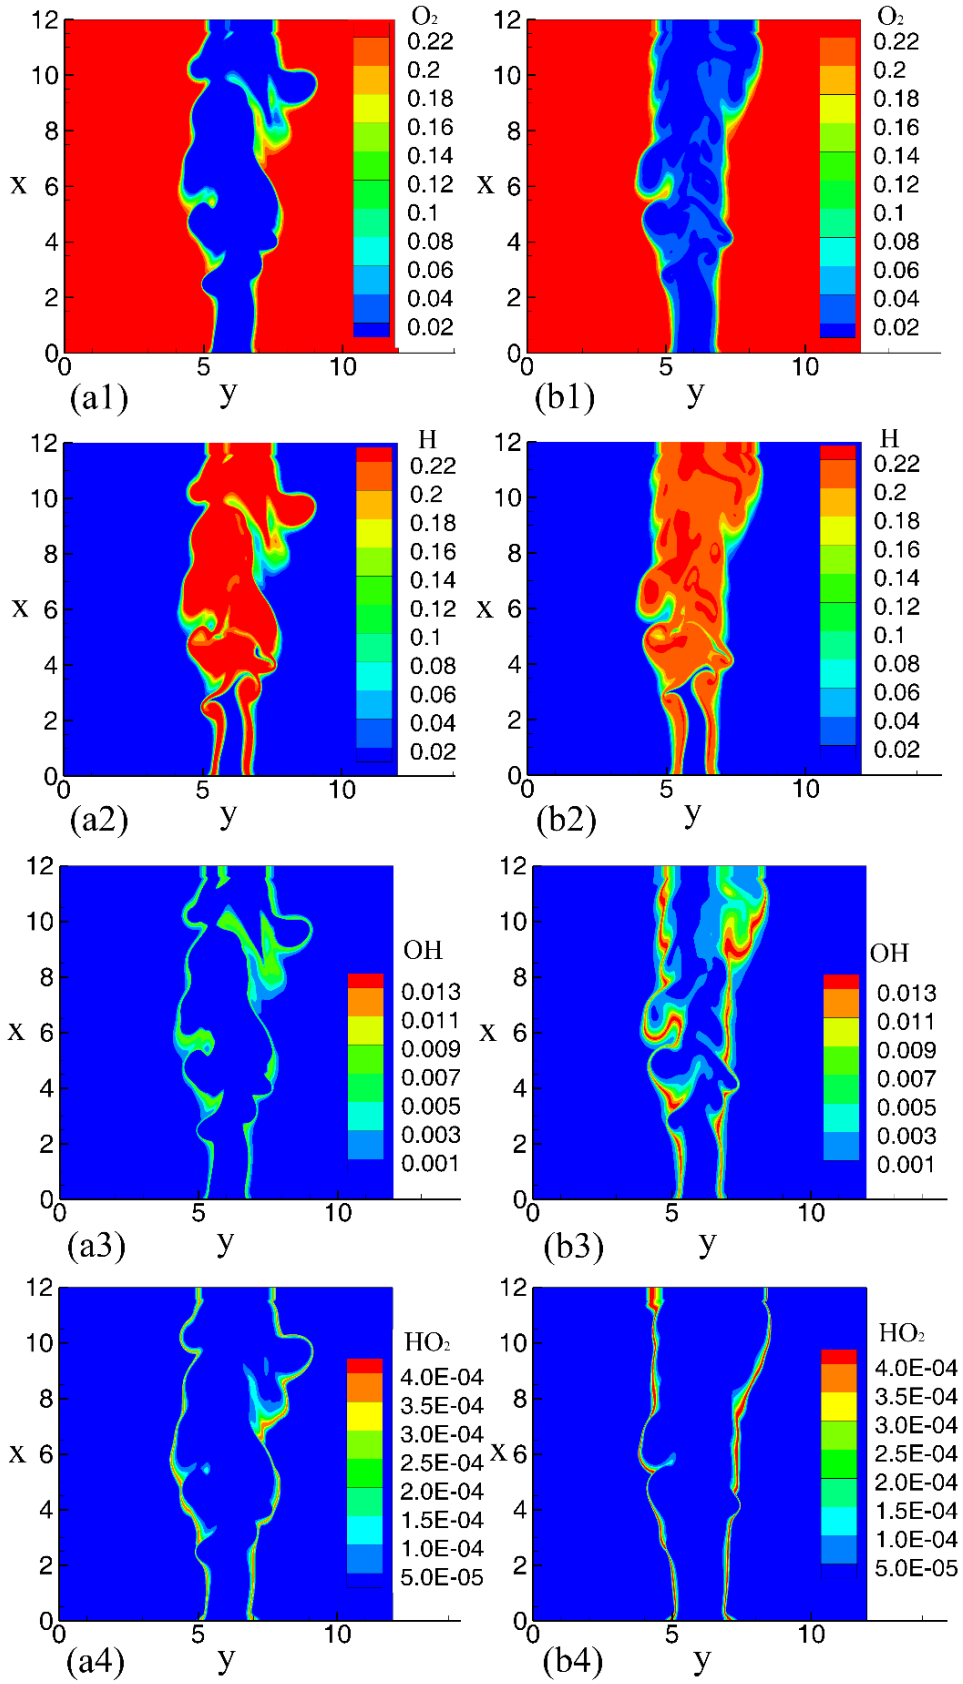 12
10
8
6
4
2
0
X
0
5
10
y
(a1)
O₂
0.22
0.2
0.18
0.16
0.14
0.12
0.1
0.08
0.06
0.04
0.02
12
10
8
6
4
2
0
X
0
5
10
y
(b1)
O₂
0.22
0.2
0.18
0.16
0.14
0.12
0.1
0.08
0.06
0.04
0.02
12
10
8
6
4
2
0
X
0
5
10
y
(a2)
H
0.22
0.2
0.18
0.16
0.14
0.12
0.1
0.08
0.06
0.04
0.02
12
10
8
6
4
2
0
X
0
5
10
y
(b2)
H
0.22
0.2
0.18
0.16
0.14
0.12
0.1
0.08
0.06
0.04
0.02
12
10
8
6
4
2
0
X
0
5
10
y
(a3)
OH
0.013
0.011
0.009
0.007
0.005
0.003
0.001
12
10
8
6
4
2
0
X
0
5
10
y
(b3)
OH
0.013
0.011
0.009
0.007
0.005
0.003
0.001
12
10
8
6
4
2
0
X
0
5
10
y
(a4)
HO₂
4.0E-04
3.5E-04
3.0E-04
2.5E-04
2.0E-04
1.5E-04
1.0E-04
5.0E-05
12
10
8
6
4
2
0
X
0
5
10
y
(b4)
HO₂
4.0E-04
3.5E-04
3.0E-04
2.5E-04
2.0E-04
1.5E-04
1.0E-04
5.0E-05